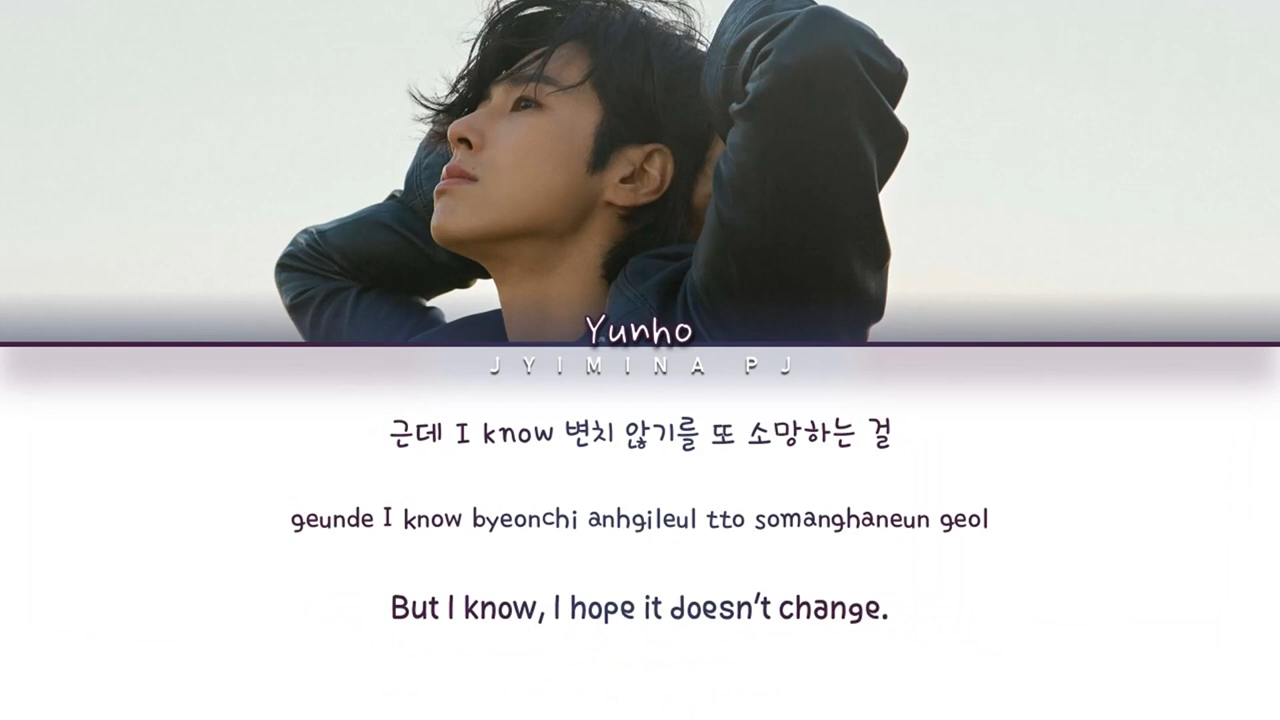 Yunho
JYIMINA PJ
근데 I know 변치 않기를 또 소망하는 걸
geunde I know byeonchi anhgileul tto somanghaneun geol
But I know, I hope it doesn't change.